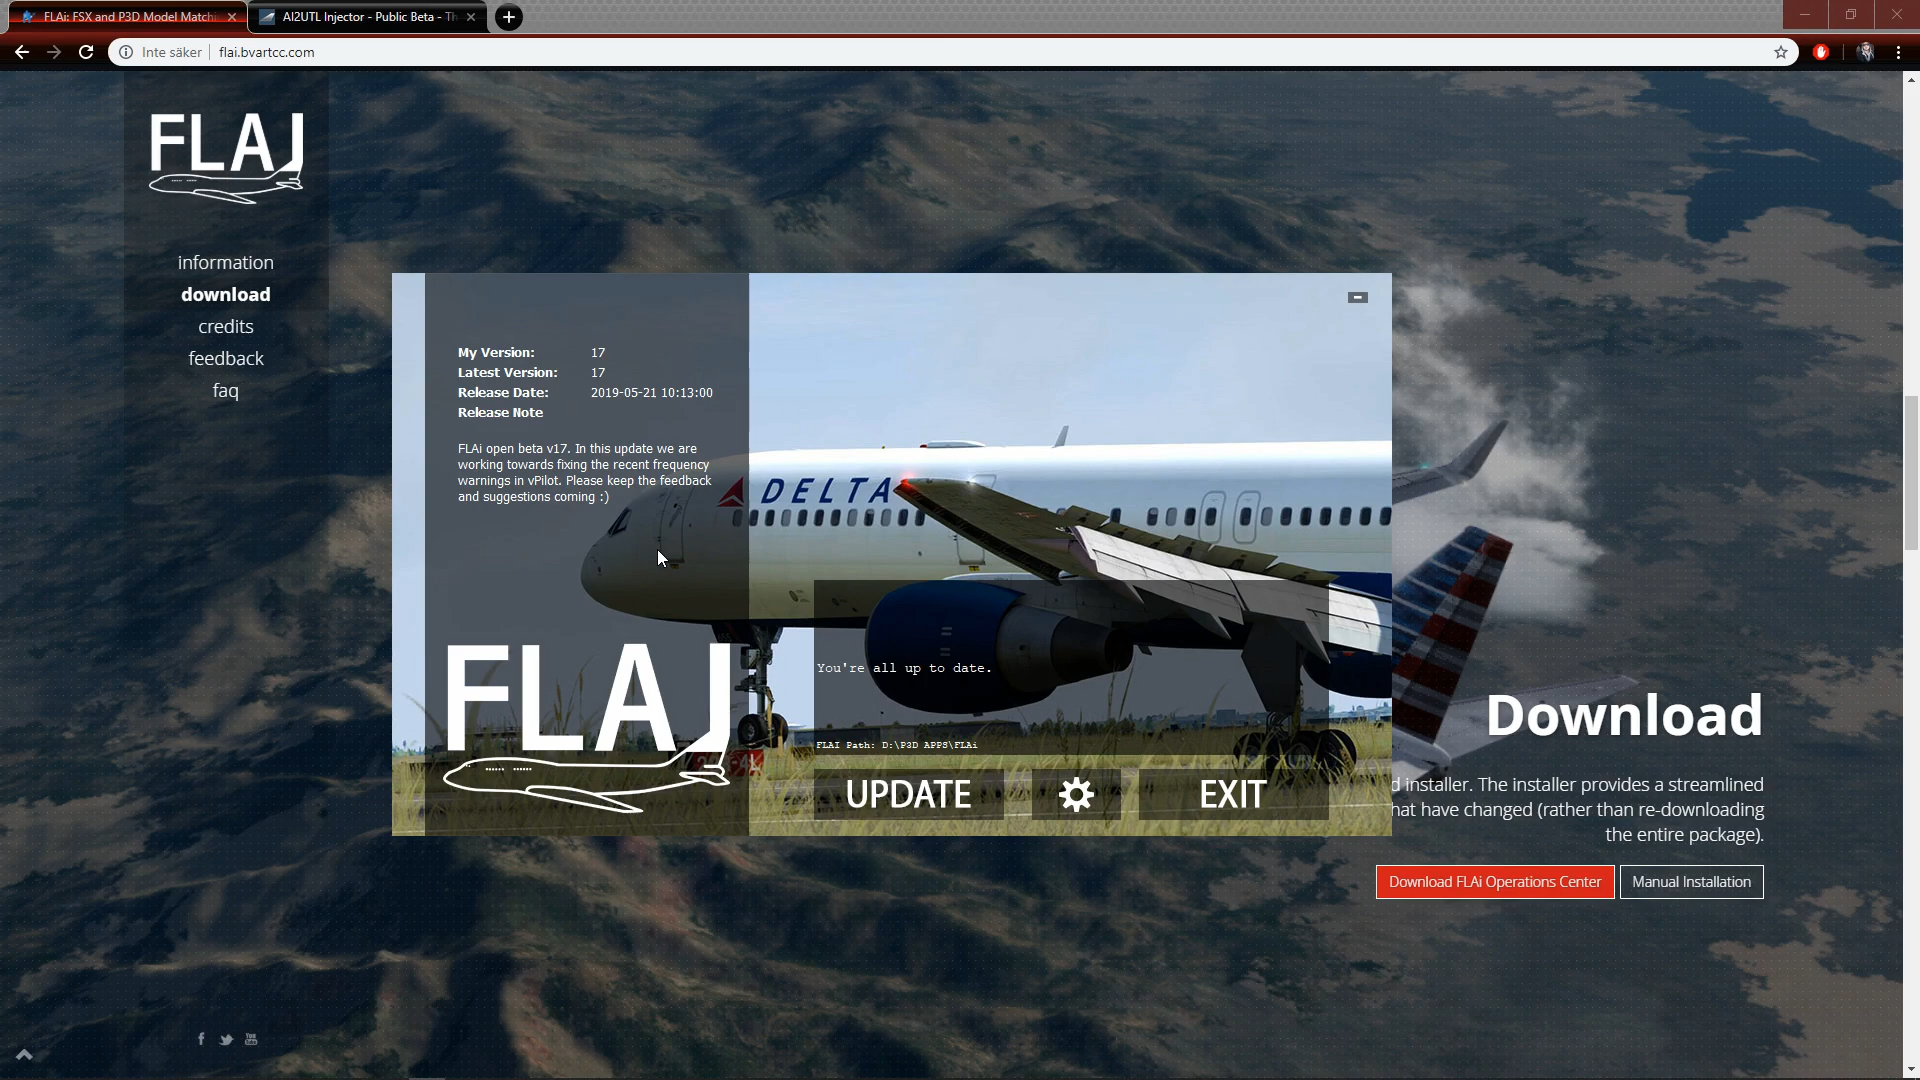 FLAi: FSX and P3D Model Matchi
AI2UTL Injector - Public Beta - Th
Inte säker
flai.bvartcc.com
FLAi
information
download
credits
feedback
faq
My Version: 17
Latest Version: 17
Release Date: 2019-05-21 10:13:00
Release Note
FLAi open beta v17. In this update we are
working towards fixing the recent frequency
warnings in vPilot. Please keep the feedback
and suggestions coming :)
DELTA
You're all up to date.
FLAI Path: D:\P3D APPS\FLAi
FLAi
UPDATE
EXIT
Download
d installer. The installer provides a streamlined
hat have changed (rather than re-downloading
the entire package).
Download FLAi Operations Center
Manual Installation